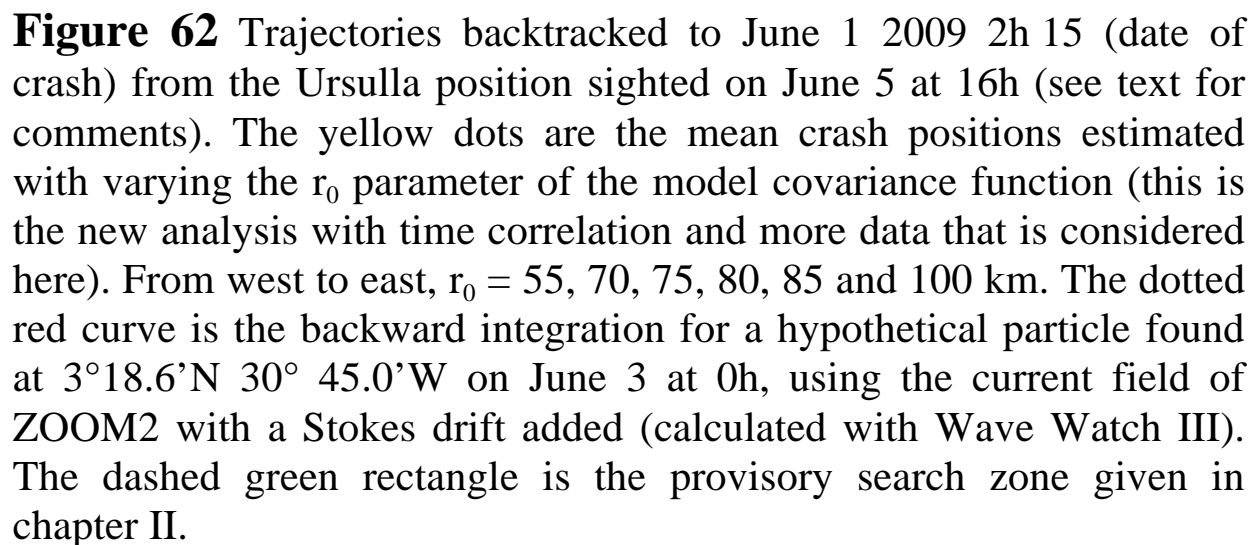 Figure 62 Trajectories backtracked to June 1 2009 2h 15 (date of
crash) from the Ursulla position sighted on June 5 at 16h (see text for
comments). The yellow dots are the mean crash positions estimated
with varying the r₀ parameter of the model covariance function (this is
the new analysis with time correlation and more data that is considered
here). From west to east, r₀ = 55, 70, 75, 80, 85 and 100 km. The dotted
red curve is the backward integration for a hypothetical particle found
at 3°18.6’N 30° 45.0’W on June 3 at 0h, using the current field of
ZOOM2 with a Stokes drift added (calculated with Wave Watch III).
The dashed green rectangle is the provisory search zone given in
chapter II.